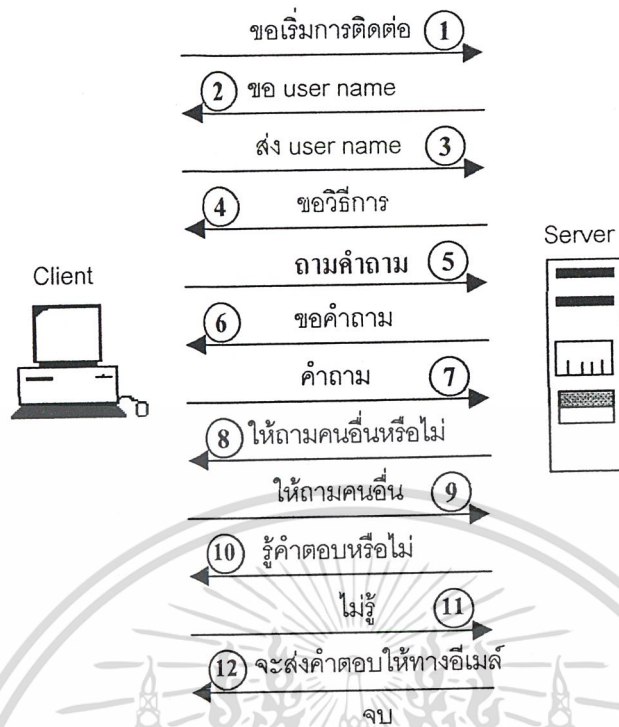 ขอเริ่มการติดต่อ 1
2 ขอ user name
ส่ง user name 3
4 ขอวิธีการ
Server
Client
ถามคำถาม 5
6 ขอคำถาม
คำถาม 7
8 ให้ถามคนอื่นหรือไม่
ให้ถามคนอื่น 9
10 รู้คำตอบหรือไม่
ไม่รู้ 11
12 จะส่งคำตอบให้ทางอีเมล์
จบ